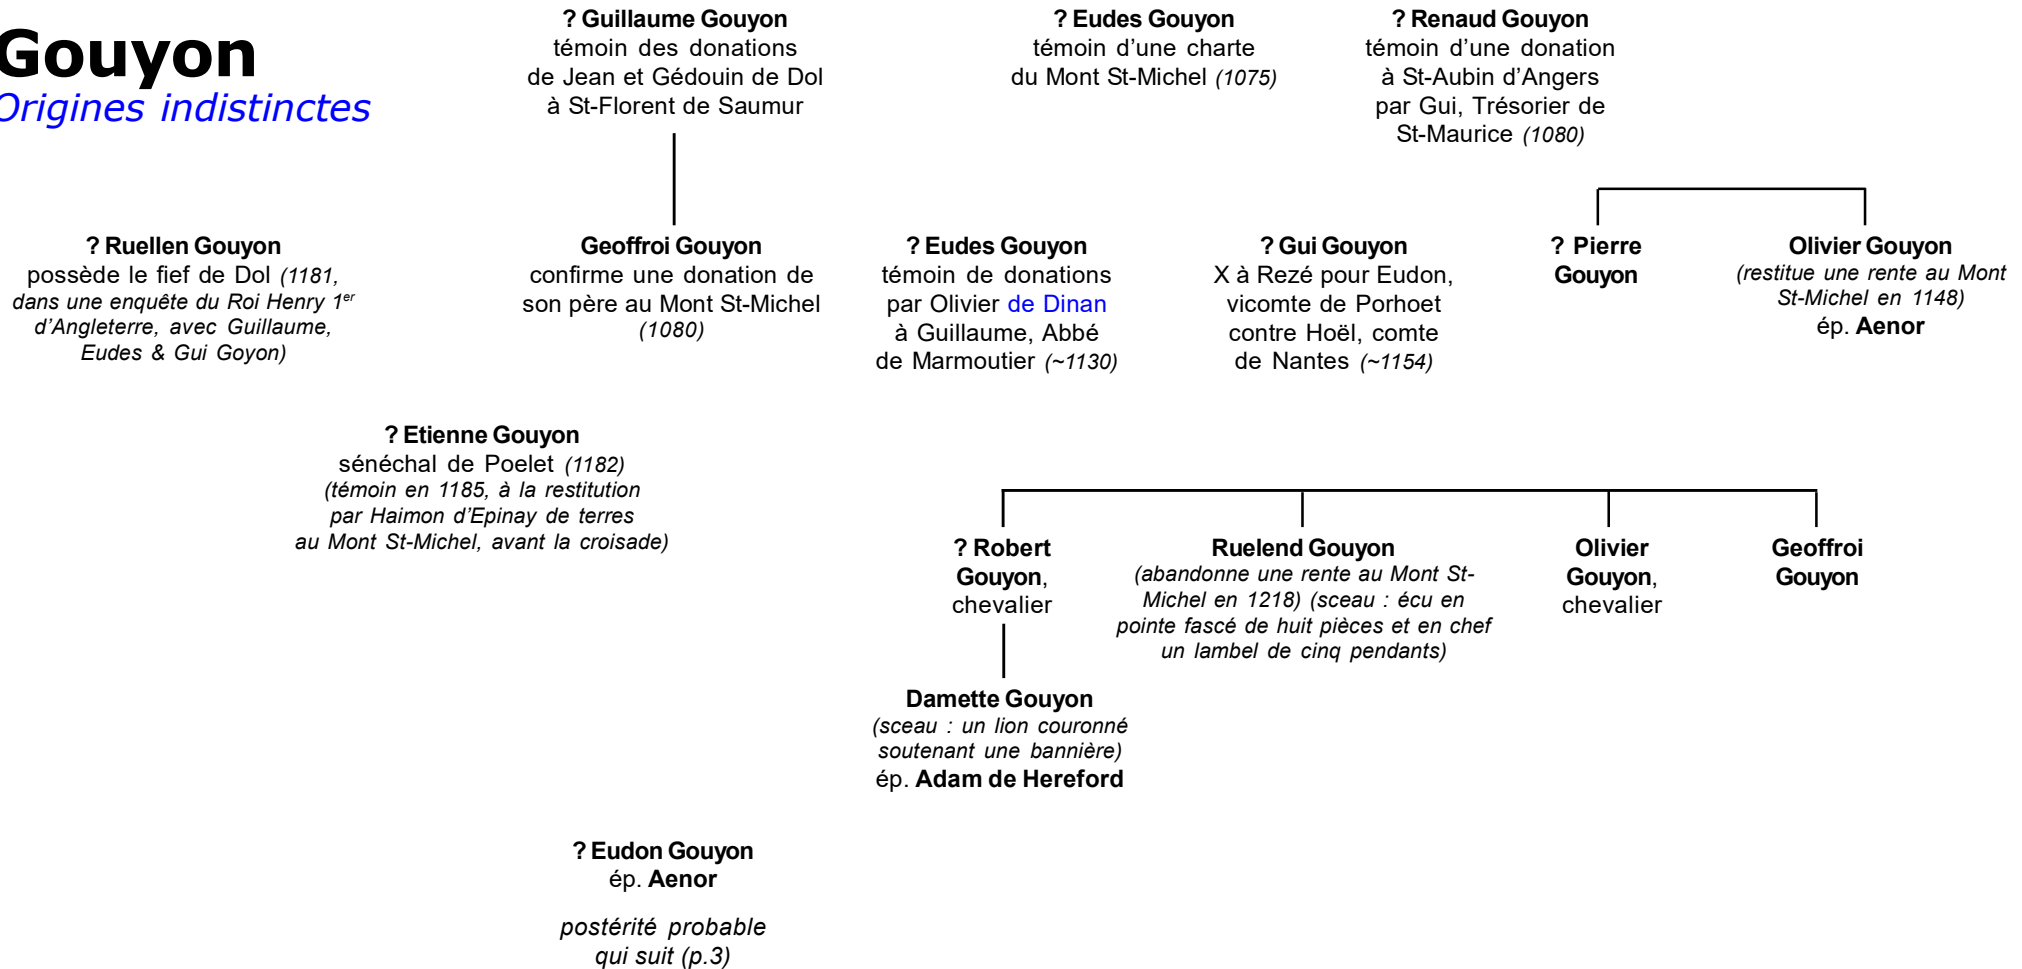 Gouyon
Origines indistinctes
? Guillaume Gouyon
témoin des donations
de Jean et Gédouin de Dol
à St-Florent de Saumur
? Eudes Gouyon
témoin d'une charte
du Mont St-Michel (1075)
? Renaud Gouyon
témoin d'une donation
à St-Aubin d'Angers
par Gui, Trésorier de
St-Maurice (1080)
? Ruellen Gouyon
possède le fief de Dol (1181,
dans une enquête du Roi Henry 1er
d'Angleterre, avec Guillaume,
Eudes & Gui Goyon)
Geoffroi Gouyon
confirme une donation de
son père au Mont St-Michel
(1080)
? Eudes Gouyon
témoin de donations
par Olivier de Dinan
à Guillaume, Abbé
de Marmoutier (~1130)
? Gui Gouyon
X à Rezé pour Eudon,
vicomte de Porhoet
contre Hoël, comte
de Nantes (~1154)
? Pierre
Gouyon
Olivier Gouyon
(restitue une rente au Mont
St-Michel en 1148)
ép. Aenor
? Etienne Gouyon
sénéchal de Poelet (1182)
(témoin en 1185, à la restitution
par Haimon d'Epinay de terres
au Mont St-Michel, avant la croisade)
? Robert
Gouyon,
chevalier
Ruelend Gouyon
(abandonne une rente au Mont St-
Michel en 1218) (sceau : écu en
pointe fascé de huit pièces et en chef
un lambel de cinq pendants)
Olivier
Gouyon,
chevalier
Geoffroi
Gouyon
Damette Gouyon
(sceau : un lion couronné
soutenant une bannière)
ép. Adam de Hereford
? Eudon Gouyon
ép. Aenor
postérité probable
qui suit (p.3)